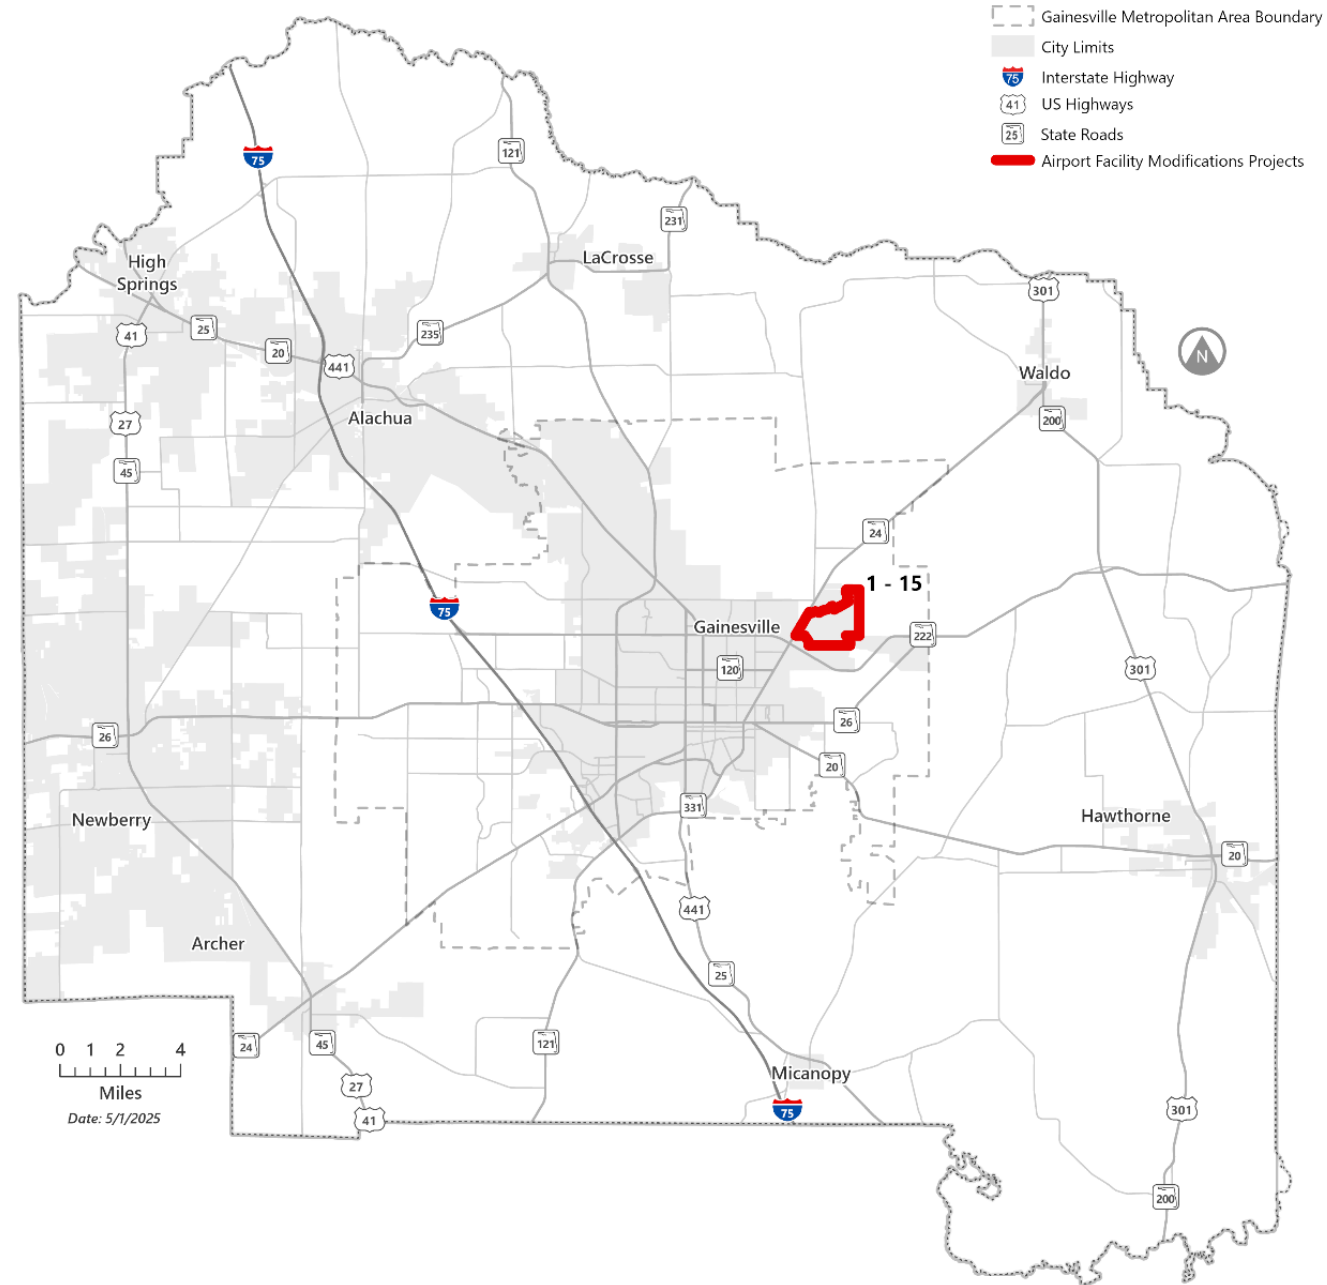 Gainesville Metropolitan Area Boundary
City Limits
75
Interstate Highway
41
US Highways
25
State Roads
Airport Facility Modifications Projects
75
121
231
LaCrosse
High
Springs
301
41
25
235
20
441
N
Waldo
Alachua
200
27
45
24
1 - 15
75
Gainesville
222
120
301
26
26
20
331
Newberry
Hawthorne
20
441
Archer
25
24
45
121
0 1 2 4
Miles
Date: 5/1/2025
Micanopy
27
75
301
41
200